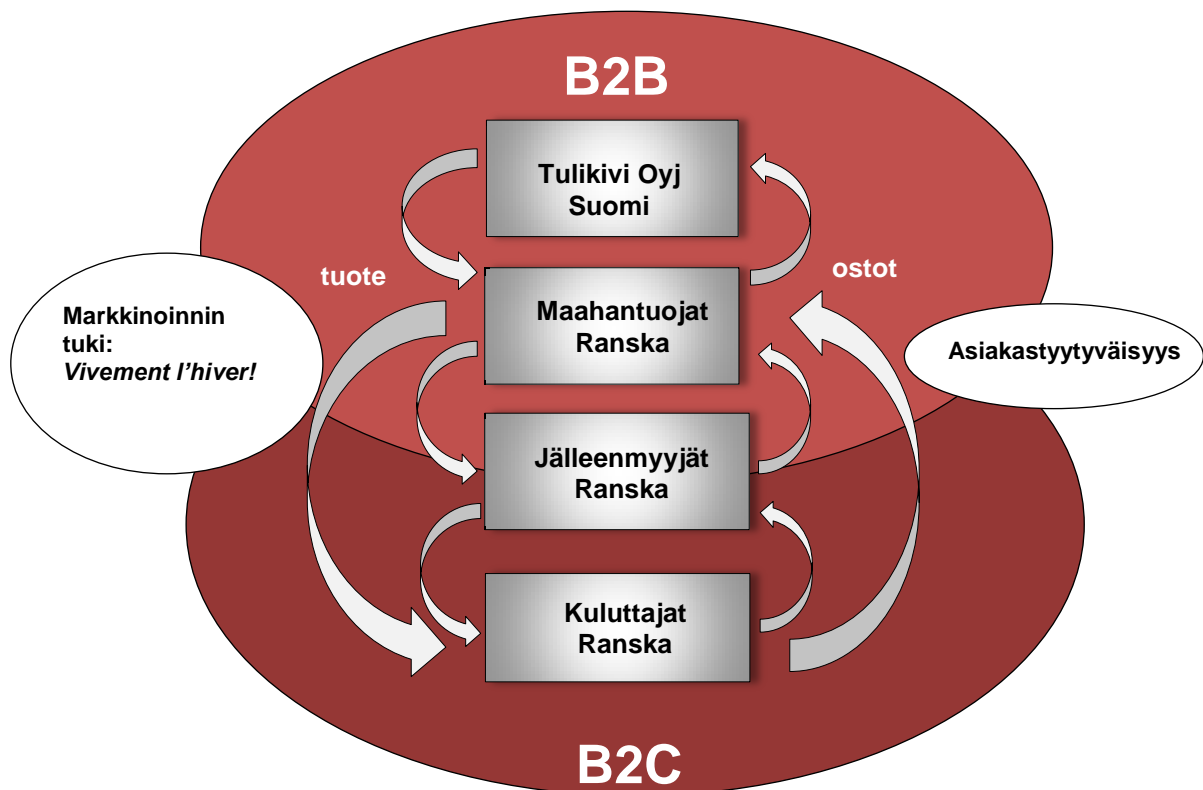 B2B
Tulikivi Oyj
Suomi
tuote
ostot
Maahantuojat
Ranska
Markkinoinnin
tuki:
Vivement l'hiver!
Asiakastyytyväisyys
Jälleenmyyjät
Ranska
Kuluttajat
Ranska
B2C